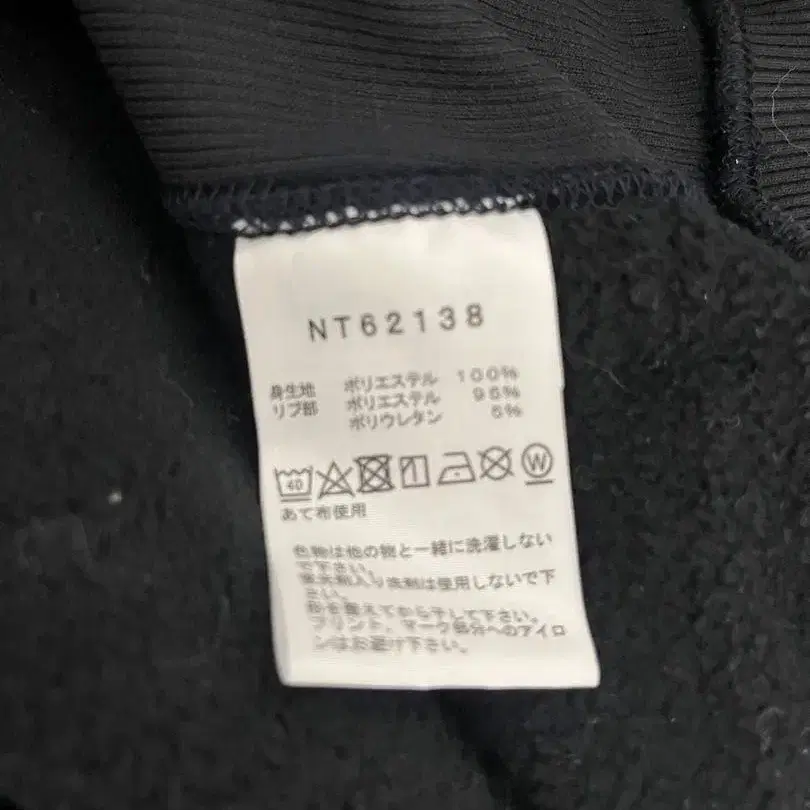 NT62138
身生地 ポリエステル 100%
リブ部 ポリエステル 95%
ポリウレタン 5%
40 W
あて布使用
色物は他の物と一緒に洗濯しない
で下さい。
蛍光剤入り洗剤は使用しないで下
さい。
形を整えてから干して下さい。
プリント、マーク部分へのアイロ
ンはお避け下さい。